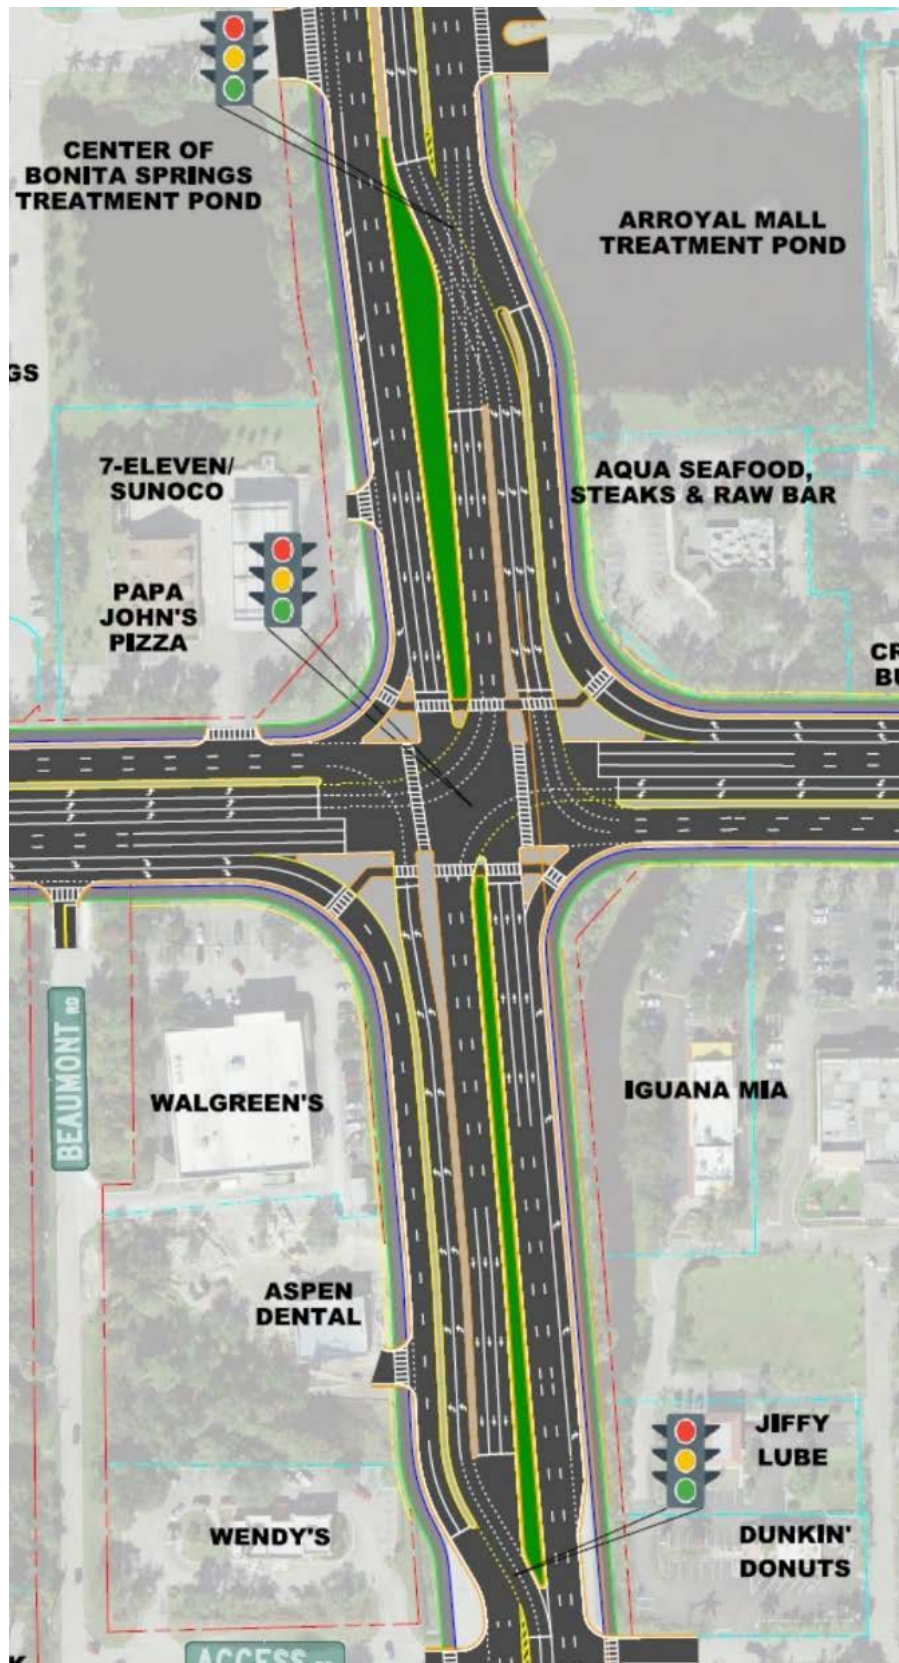 CENTER OF
BONITA SPRINGS
TREATMENT POND
ARROYAL MALL
TREATMENT POND
GS
7-ELEVEN/
SUNOCO
AQUA SEAFOOD,
STEAKS & RAW BAR
PAPA
JOHN'S
PIZZA
CR
BU
BEAUMONT RD
WALGREEN'S
IGUANA MIA
ASPEN
DENTAL
JIFFY
LUBE
WENDY'S
DUNKIN'
DONUTS
ACCESS
K